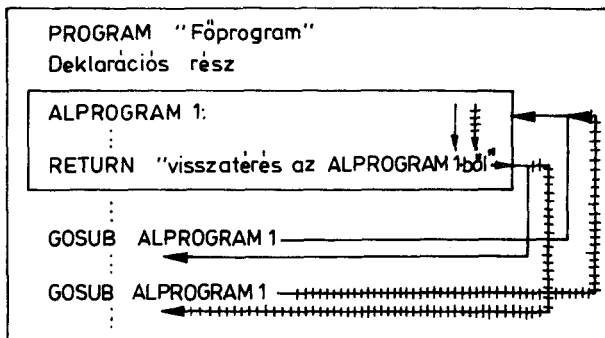 PROGRAM "Főprogram"
Deklarációs rész
ALPROGRAM 1:
RETURN "visszatérés az ALPROGRAM 1-ből"
GOSUB ALPROGRAM 1
GOSUB ALPROGRAM 1